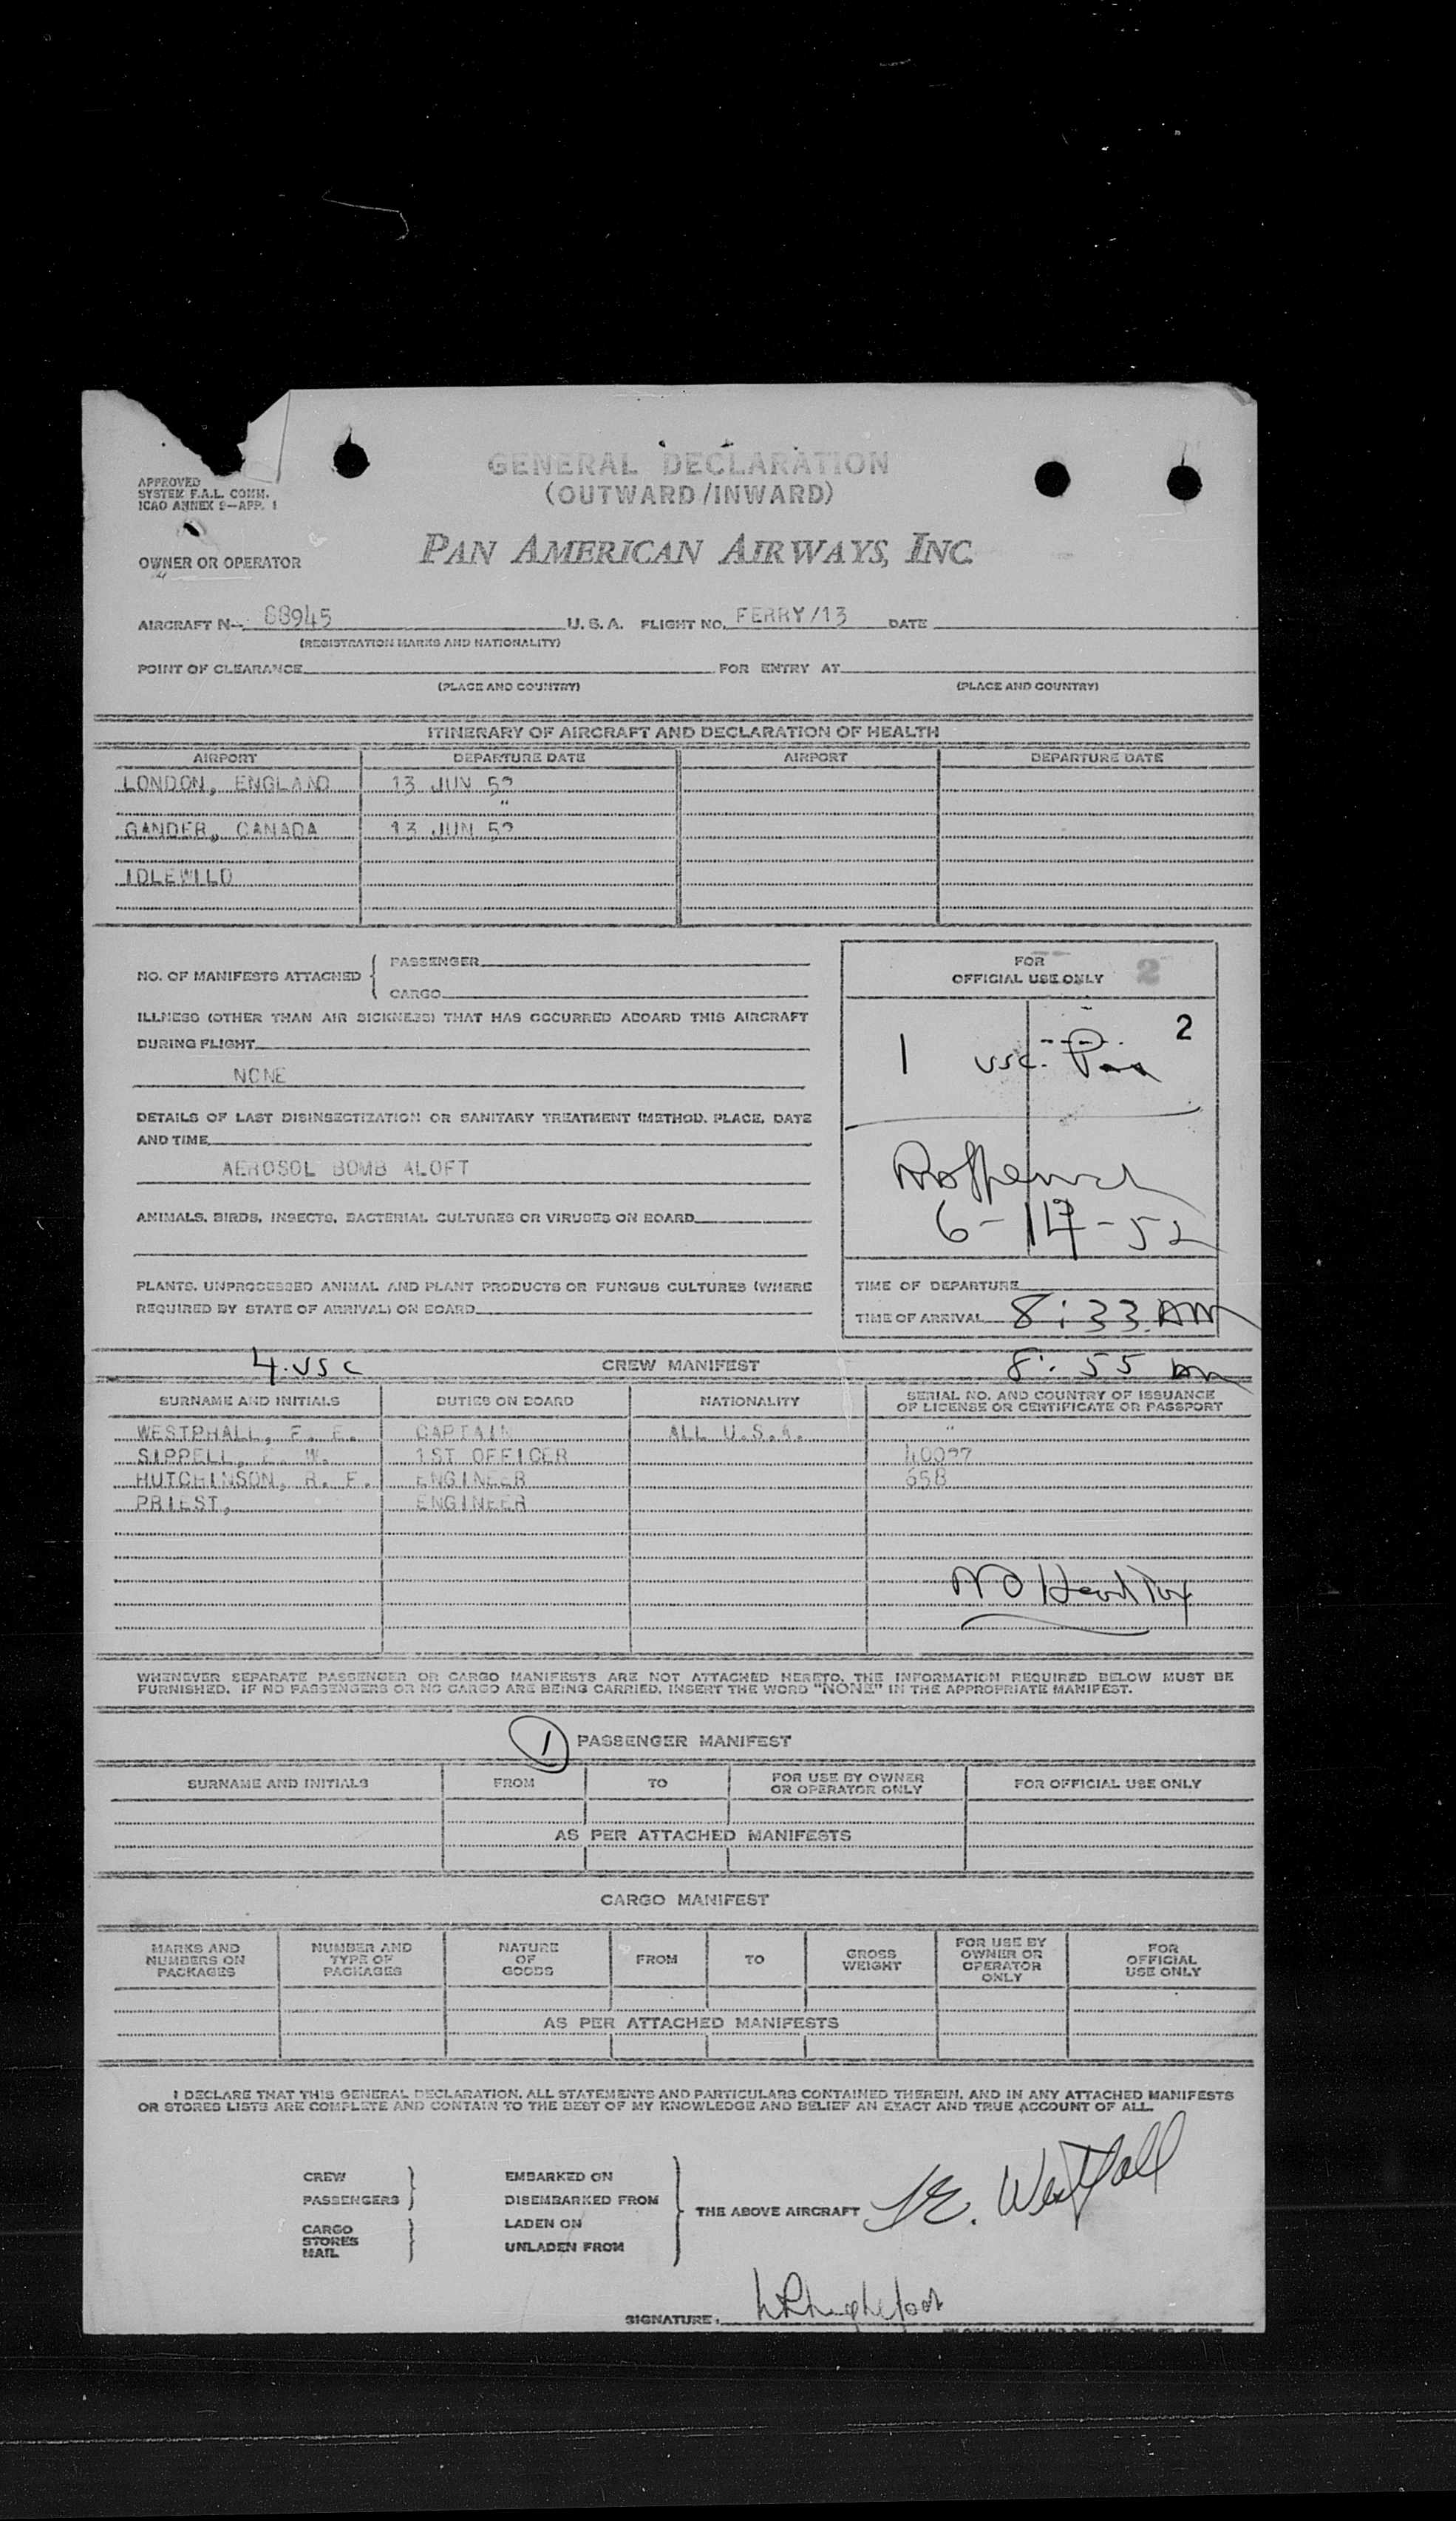 GENERAL DECLARATION
(OUTWARD/INWARD)
APPROVED
SYSTEM F.A.L. COMM.
ICAO ANNEX 9—APP. 1
OWNER OR OPERATOR
PAN AMERICAN AIRWAYS, INC.
AIRCRAFT N— 88945 U. S. A. FLIGHT NO. FERRY/13 DATE
(REGISTRATION MARKS AND NATIONALITY)
POINT OF CLEARANCE FOR ENTRY AT
(PLACE AND COUNTRY) (PLACE AND COUNTRY)
ITINERARY OF AIRCRAFT AND DECLARATION OF HEALTH
AIRPORT DEPARTURE DATE AIRPORT DEPARTURE DATE
LONDON, ENGLAND 13 JUN 52
"
GANDER, CANADA 13 JUN 52
IDLEWILD
NO. OF MANIFESTS ATTACHED { PASSENGER
CARGO
ILLNESS (OTHER THAN AIR SICKNESS) THAT HAS OCCURRED ABOARD THIS AIRCRAFT
DURING FLIGHT
NONE
DETAILS OF LAST DISINSECTIZATION OR SANITARY TREATMENT (METHOD, PLACE, DATE
AND TIME
AEROSOL BOMB ALOFT
ANIMALS, BIRDS, INSECTS, BACTERIAL CULTURES OR VIRUSES ON BOARD
PLANTS, UNPROCESSED ANIMAL AND PLANT PRODUCTS OR FUNGUS CULTURES (WHERE
REQUIRED BY STATE OF ARRIVAL) ON BOARD
FOR 2
OFFICIAL USE ONLY
2
1 USC.
6-14-52
TIME OF DEPARTURE
TIME OF ARRIVAL 8:33 AM
4 USC CREW MANIFEST 8:55 AM
SURNAME AND INITIALS DUTIES ON BOARD NATIONALITY SERIAL NO. AND COUNTRY OF ISSUANCE
OF LICENSE OR CERTIFICATE OR PASSPORT
WESTPHALL, F. E. CAPTAIN ALL U.S.A. "
SIPPELL, W. 1ST OFFICER
HUTCHINSON, R. F. ENGINEER 658
PRIEST, ENGINEER
NO Head Tax
WHENEVER SEPARATE PASSENGER OR CARGO MANIFESTS ARE NOT ATTACHED HERETO, THE INFORMATION REQUIRED BELOW MUST BE
FURNISHED. IF NO PASSENGERS OR NO CARGO ARE BEING CARRIED, INSERT THE WORD "NONE" IN THE APPROPRIATE MANIFEST.
1 PASSENGER MANIFEST
SURNAME AND INITIALS FROM TO FOR USE BY OWNER
OR OPERATOR ONLY FOR OFFICIAL USE ONLY
AS PER ATTACHED MANIFESTS
CARGO MANIFEST
MARKS AND
NUMBERS ON
PACKAGES
NUMBER AND
TYPE OF
PACKAGES
NATURE
OF
GOODS
FROM
TO
GROSS
WEIGHT
FOR USE BY
OWNER OR
OPERATOR
ONLY
FOR
OFFICIAL
USE ONLY
AS PER ATTACHED MANIFESTS
I DECLARE THAT THIS GENERAL DECLARATION, ALL STATEMENTS AND PARTICULARS CONTAINED THEREIN, AND IN ANY ATTACHED MANIFESTS
OR STORES LISTS ARE COMPLETE AND CONTAIN TO THE BEST OF MY KNOWLEDGE AND BELIEF AN EXACT AND TRUE ACCOUNT OF ALL.
CREW
PASSENGERS
CARGO
STORES
MAIL
EMBARKED ON
DISEMBARKED FROM
LADEN ON
UNLADEN FROM
THE ABOVE AIRCRAFT
SIGNATURE: